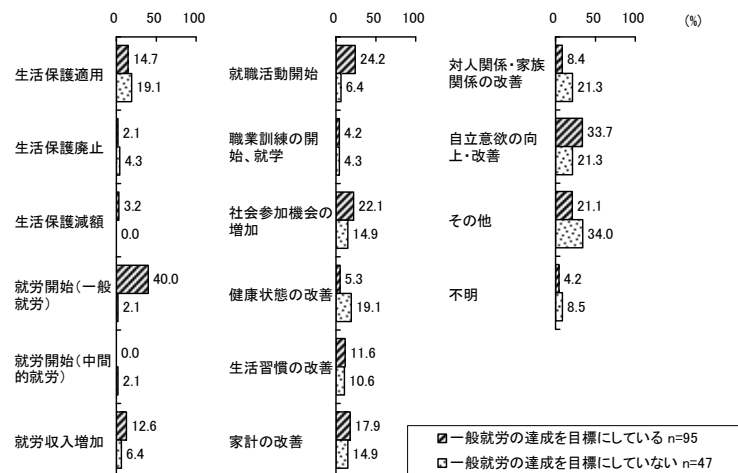 0 50 100
生活保護適用
14.7
19.1
生活保護廃止
2.1
4.3
生活保護減額
3.2
0.0
就労開始(一般
就労)
40.0
2.1
就労開始(中間
的就労)
0.0
2.1
就労収入増加
12.6
6.4
0 50 100
就職活動開始
24.2
6.4
職業訓練の開
始、就学
4.2
4.3
社会参加機会の
増加
22.1
14.9
健康状態の改善
5.3
19.1
生活習慣の改善
11.6
10.6
家計の改善
17.9
14.9
0 50 100 (%)
対人関係・家族
関係の改善
8.4
21.3
自立意欲の向
上・改善
33.7
21.3
その他
21.1
34.0
不明
4.2
8.5
一般就労の達成を目標にしている n=95
一般就労の達成を目標にしていない n=47